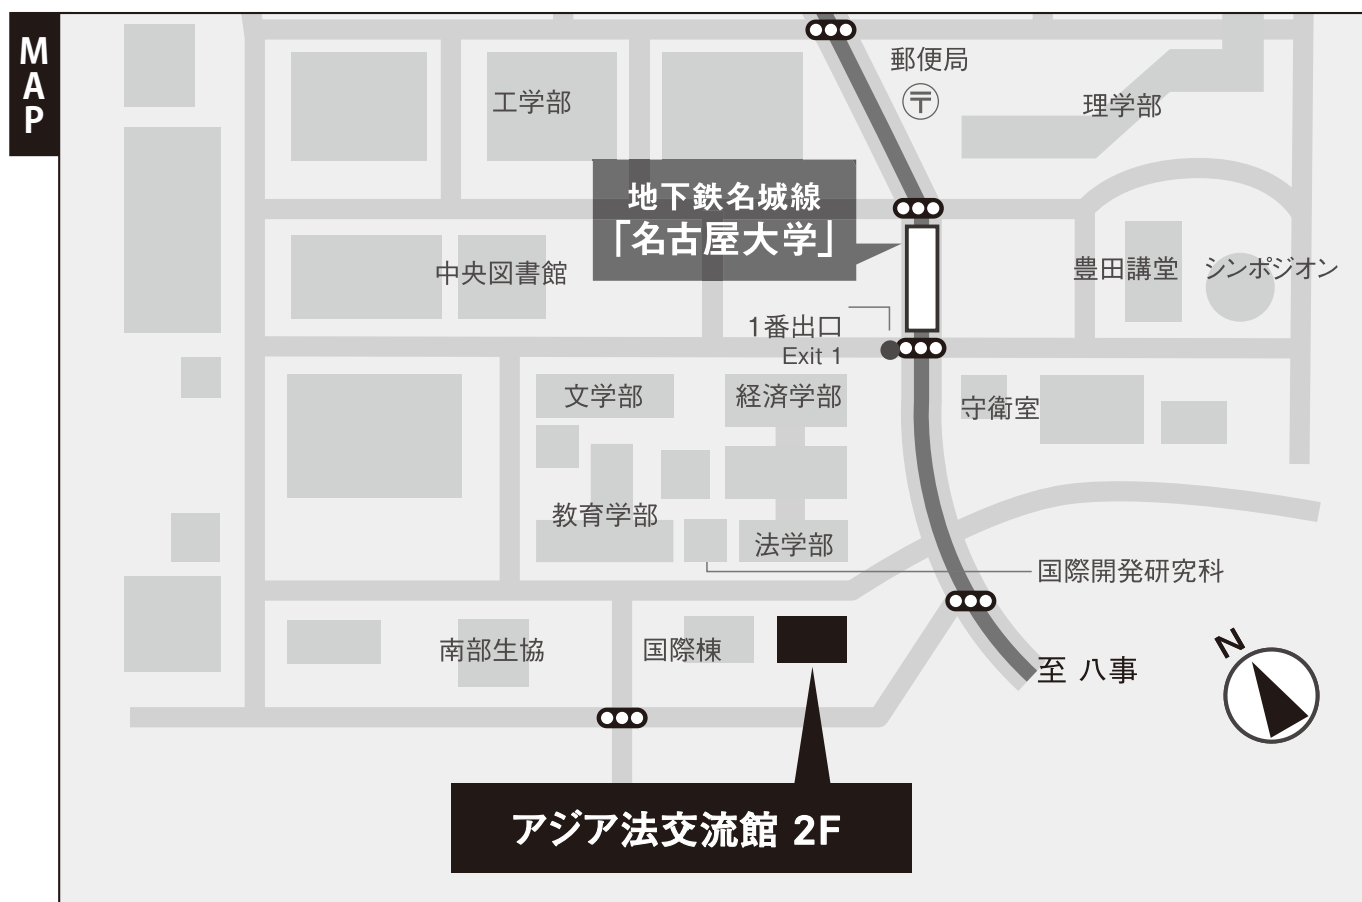 MAP
郵便局
〒
工学部
理学部
地下鉄名城線
「名古屋大学」
中央図書館
豊田講堂
シンポジオン
1番出口
Exit 1
文学部
経済学部
守衛室
教育学部
法学部
国際開発研究科
南部生協
国際棟
至 八事
N
アジア法交流館 2F